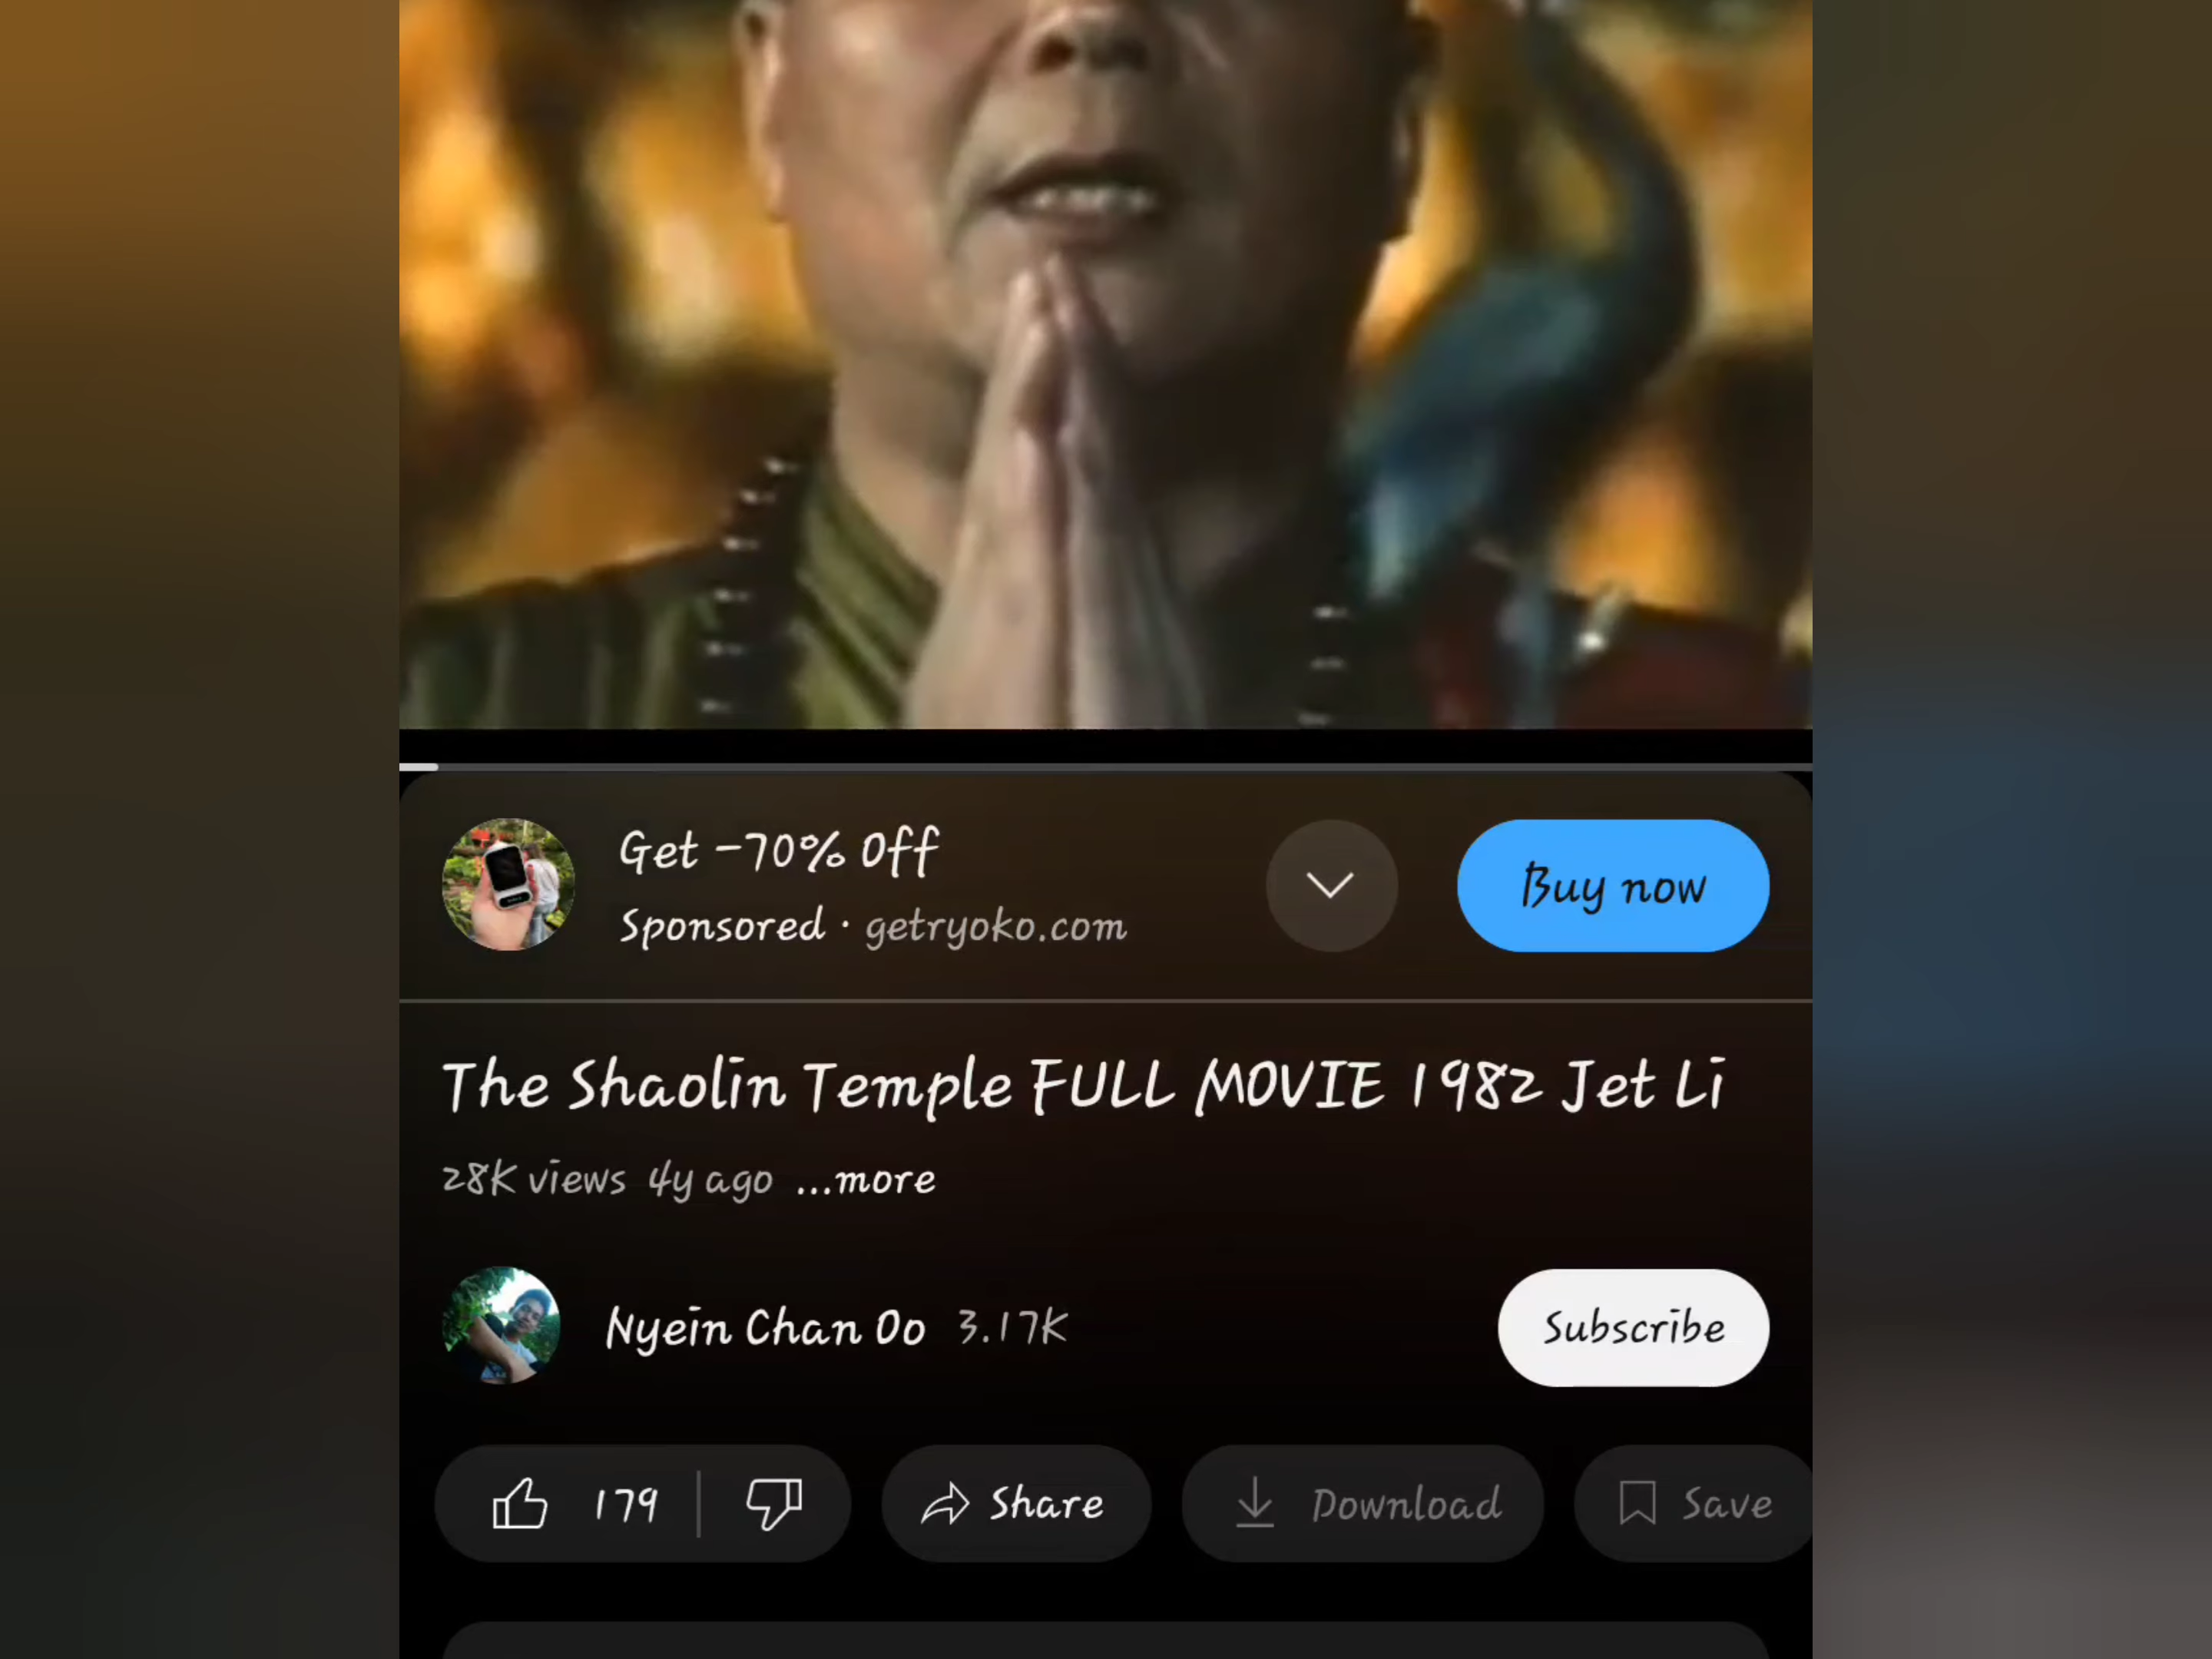 Get -70% Off
Sponsored · getryoko.com
Buy now
The Shaolin Temple FULL MOVIE 1982 Jet Li
28K views 4y ago ...more
Nyein Chan Oo 3.17K
Subscribe
179
Share
Download
Save